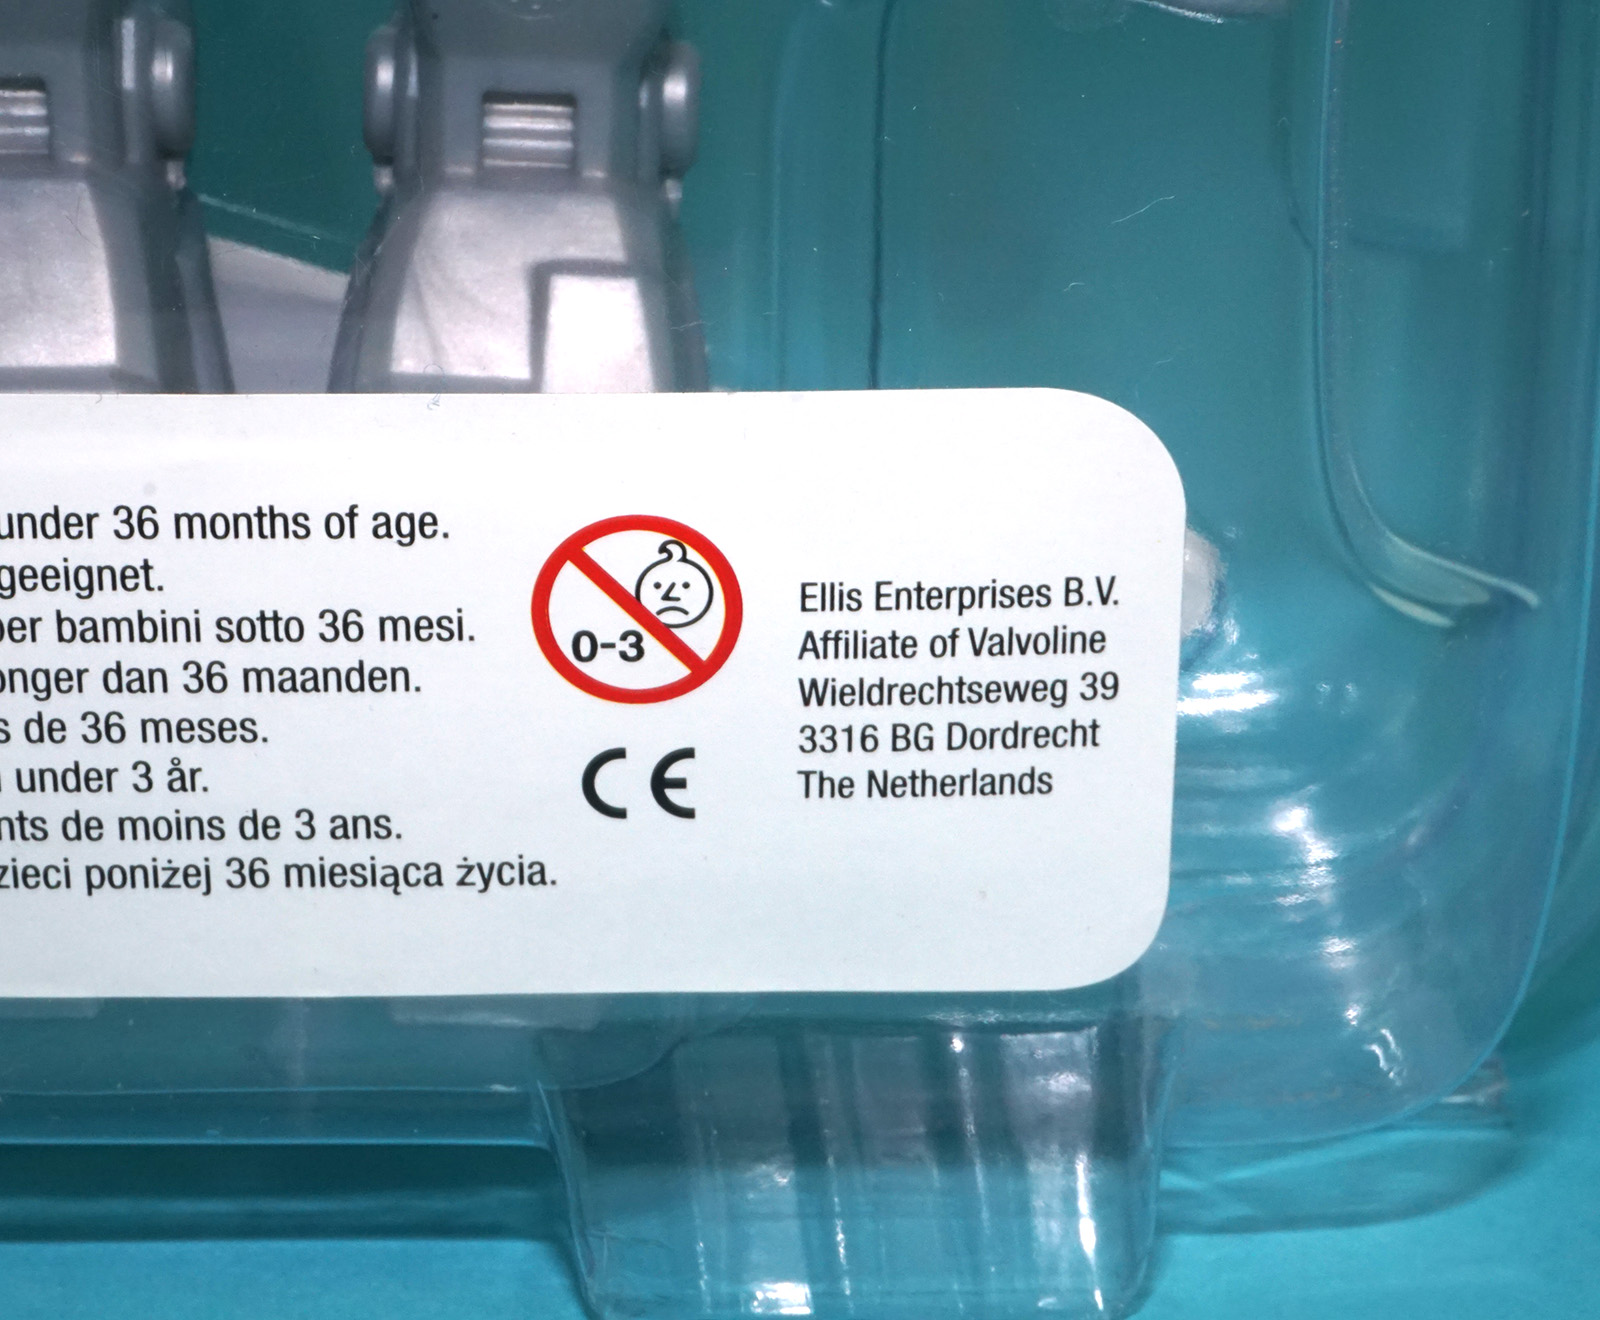 under 36 months of age.
geeignet.
per bambini sotto 36 mesi.
onger dan 36 maanden.
s de 36 meses.
under 3 år.
nts de moins de 3 ans.
zieci poniżej 36 miesiąca życia.
0-3
CE
Ellis Enterprises B.V.
Affiliate of Valvoline
Wieldrechtseweg 39
3316 BG Dordrecht
The Netherlands